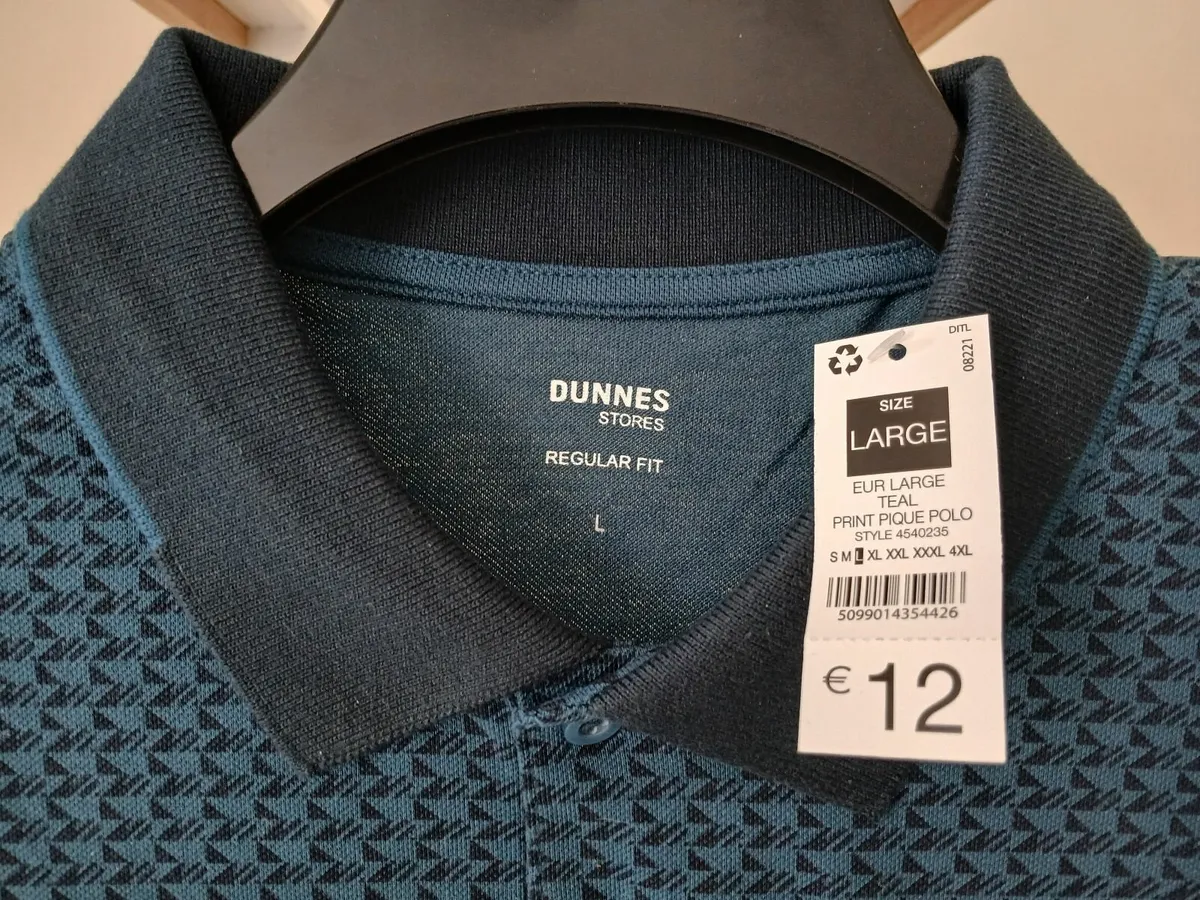 DUNNES
STORES
REGULAR FIT
L
DITL
08221
SIZE
LARGE
EUR LARGE
TEAL
PRINT PIQUE POLO
STYLE 4540235
S M L XL XXL XXXL 4XL
5099014354426
€12